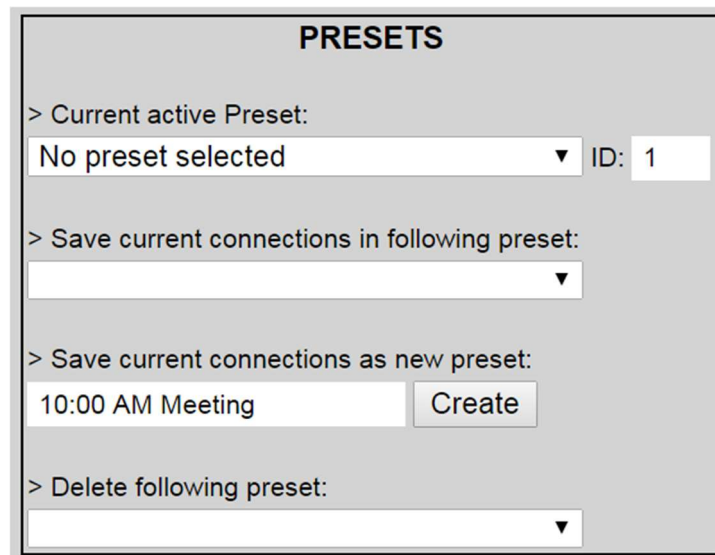 PRESETS
> Current active Preset:
No preset selected ▼ ID: 1
> Save current connections in following preset:
▼
> Save current connections as new preset:
10:00 AM Meeting Create
> Delete following preset:
▼